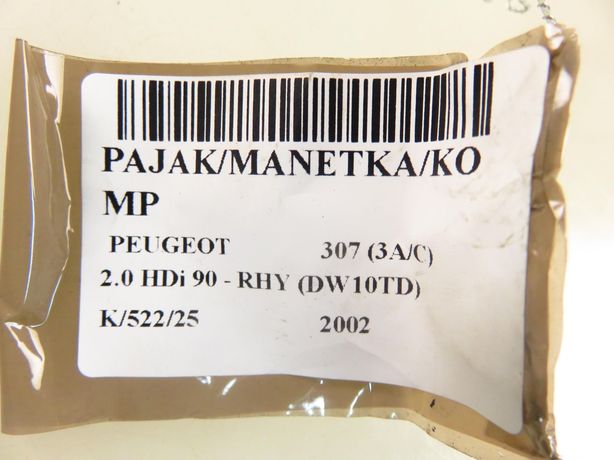 PAJAK/MANETKA/KO
MP
PEUGEOT 307 (3A/C)
2.0 HDi 90 - RHY (DW10TD)
K/522/25 2002